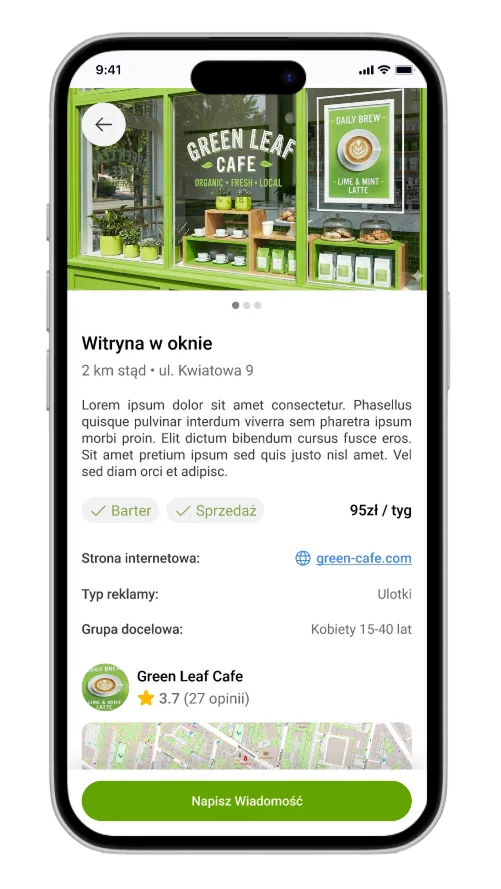 9:41
GREEN LEAF
CAFE
ORGANIC • FRESH • LOCAL
DAILY BREW
LIME & MINT
LATTE
Witryna w oknie
2 km stąd • ul. Kwiatowa 9
Lorem ipsum dolor sit amet consectetur. Phasellus
quisque pulvinar interdum viverra sem pharetra ipsum
morbi proin. Elit dictum bibendum cursus fusce eros.
Sit amet pretium ipsum sed quis justo nisl amet. Vel
sed diam orci et adipisc.
Barter
Sprzedaż
95zł / tyg
Strona internetowa:
green-cafe.com
Typ reklamy:
Ulotki
Grupa docelowa:
Kobiety 15-40 lat
DAILY BREW
LIME & MINT
LATTE
Green Leaf Cafe
3.7 (27 opinii)
Napisz Wiadomość